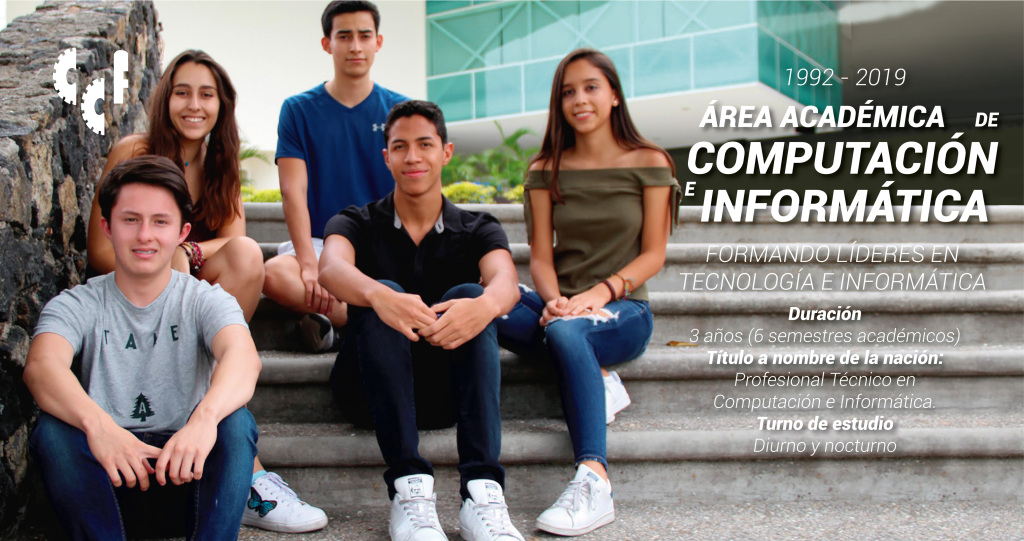 CCI
1992 - 2019
ÁREA ACADÉMICA DE
COMPUTACIÓN
E INFORMÁTICA
FORMANDO LÍDERES EN
TECNOLOGÍA E INFORMÁTICA
Duración
3 años (6 semestres académicos)
Título a nombre de la nación:
Profesional Técnico en
Computación e Informática.
Turno de estudio
Diurno y nocturno
A